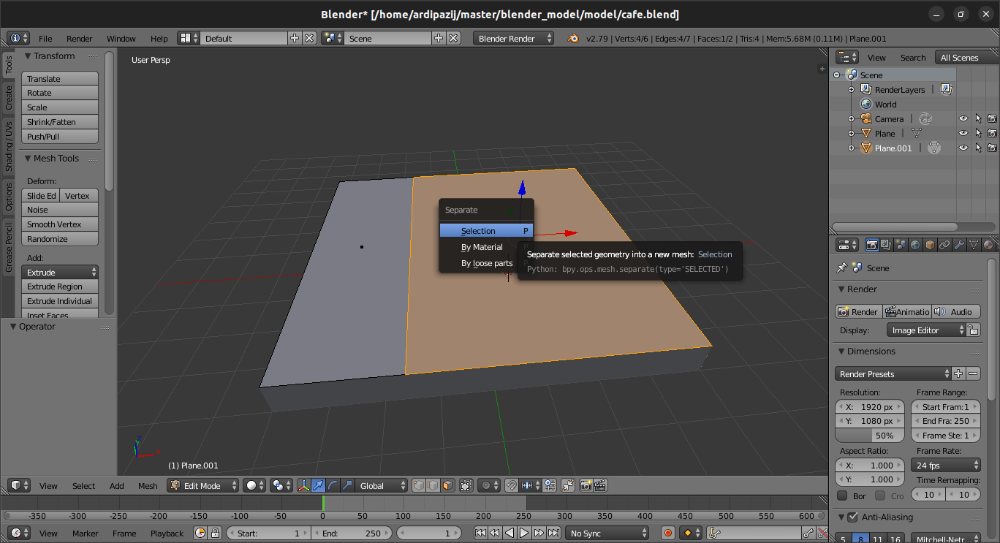 Blender* [/home/ardipazij/master/blender_model/model/cafe.blend]
File Render Window Help Default Scene Blender Render v2.79 | Verts:4/6 | Edges:4/7 | Faces:1/2 | Tris:4 | Mem:5.68M (0.11M) | Plane.001
Tools
Create
Shading / UVs
Options
Grease Pencil
Transform
Translate
Rotate
Scale
Shrink/Fatten
Push/Pull
Mesh Tools
Deform:
Slide Ed Vertex
Noise
Smooth Vertex
Randomize
Add:
Extrude
Extrude Region
Extrude Individual
Inset Faces
Operator
User Persp
Separate
Selection P
By Material
By loose parts
Separate selected geometry into a new mesh: Selection
Python: bpy.ops.mesh.separate(type='SELECTED')
(1) Plane.001
View Select Add Mesh Edit Mode Global
-350 -300 -250 -200 -150 -100 -50 0 50 100 150 200 250 300 350 400 450 500 550 600
View Marker Frame Playback Start: 1 End: 250 1 No Sync
View Search All Scenes
Scene
RenderLayers |
World
Camera |
Plane |
Plane.001 |
Scene
Render
Render Animatio Audio
Display: Image Editor
Dimensions
Render Presets
Resolution: Frame Range:
X: 1920 px Start Fram:1
Y: 1080 px End Fra: 250
50% Frame Ste: 1
Aspect Ratio: Frame Rate:
X: 1.000 24 fps
Y: 1.000 Time Remapping:
Bor Cro 10 10
Anti-Aliasing
5 8 11 16 Mitchell-Netr...